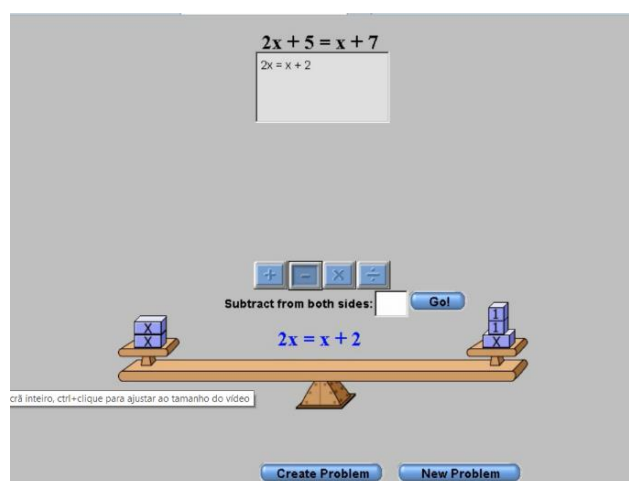 2x + 5 = x + 7
2x = x + 2
+ − × ÷
Subtract from both sides: Go!
2x = x + 2
X
X
1
1
X
crã inteiro, ctrl+clique para ajustar ao tamanho do vídeo
Create Problem New Problem